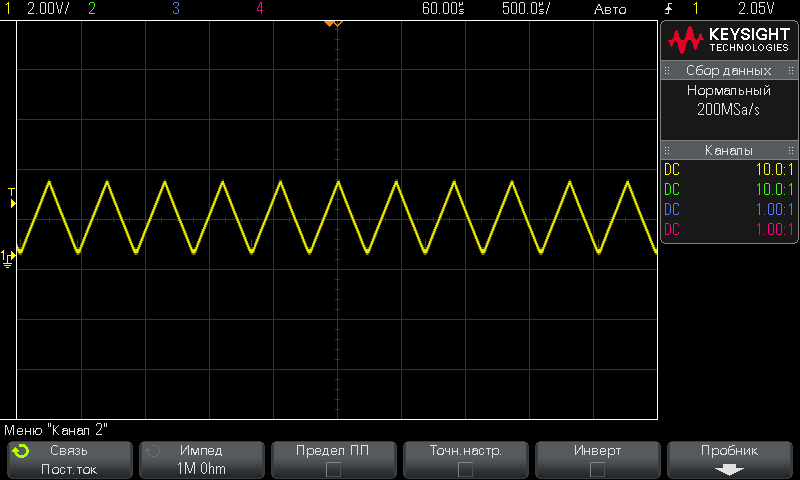 1 2.00V/ 2 3 4 60.00us 500.0s/ Авто 1 2.05V
KEYSIGHT
TECHNOLOGIES
Сбор данных
Нормальный
200MSa/s
Каналы
DC 10.0:1
DC 10.0:1
DC 1.00:1
DC 1.00:1
T
1
Меню "Канал 2"
Связь
Пост.ток
Импед
1M Ohm
Предел ПП
Точн.настр.
Инверт
Пробник